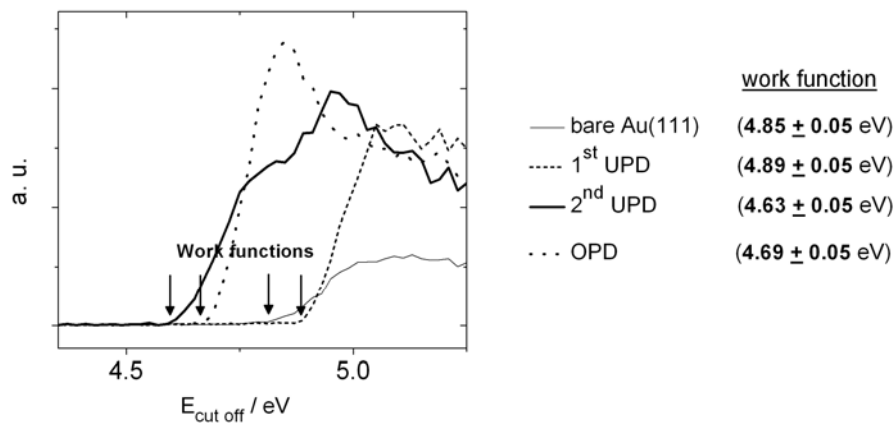 work function
bare Au(111) (4.85 ± 0.05 eV)
1st UPD (4.89 ± 0.05 eV)
2nd UPD (4.63 ± 0.05 eV)
OPD (4.69 ± 0.05 eV)
a. u.
Work functions
4.5 5.0
E cut off / eV